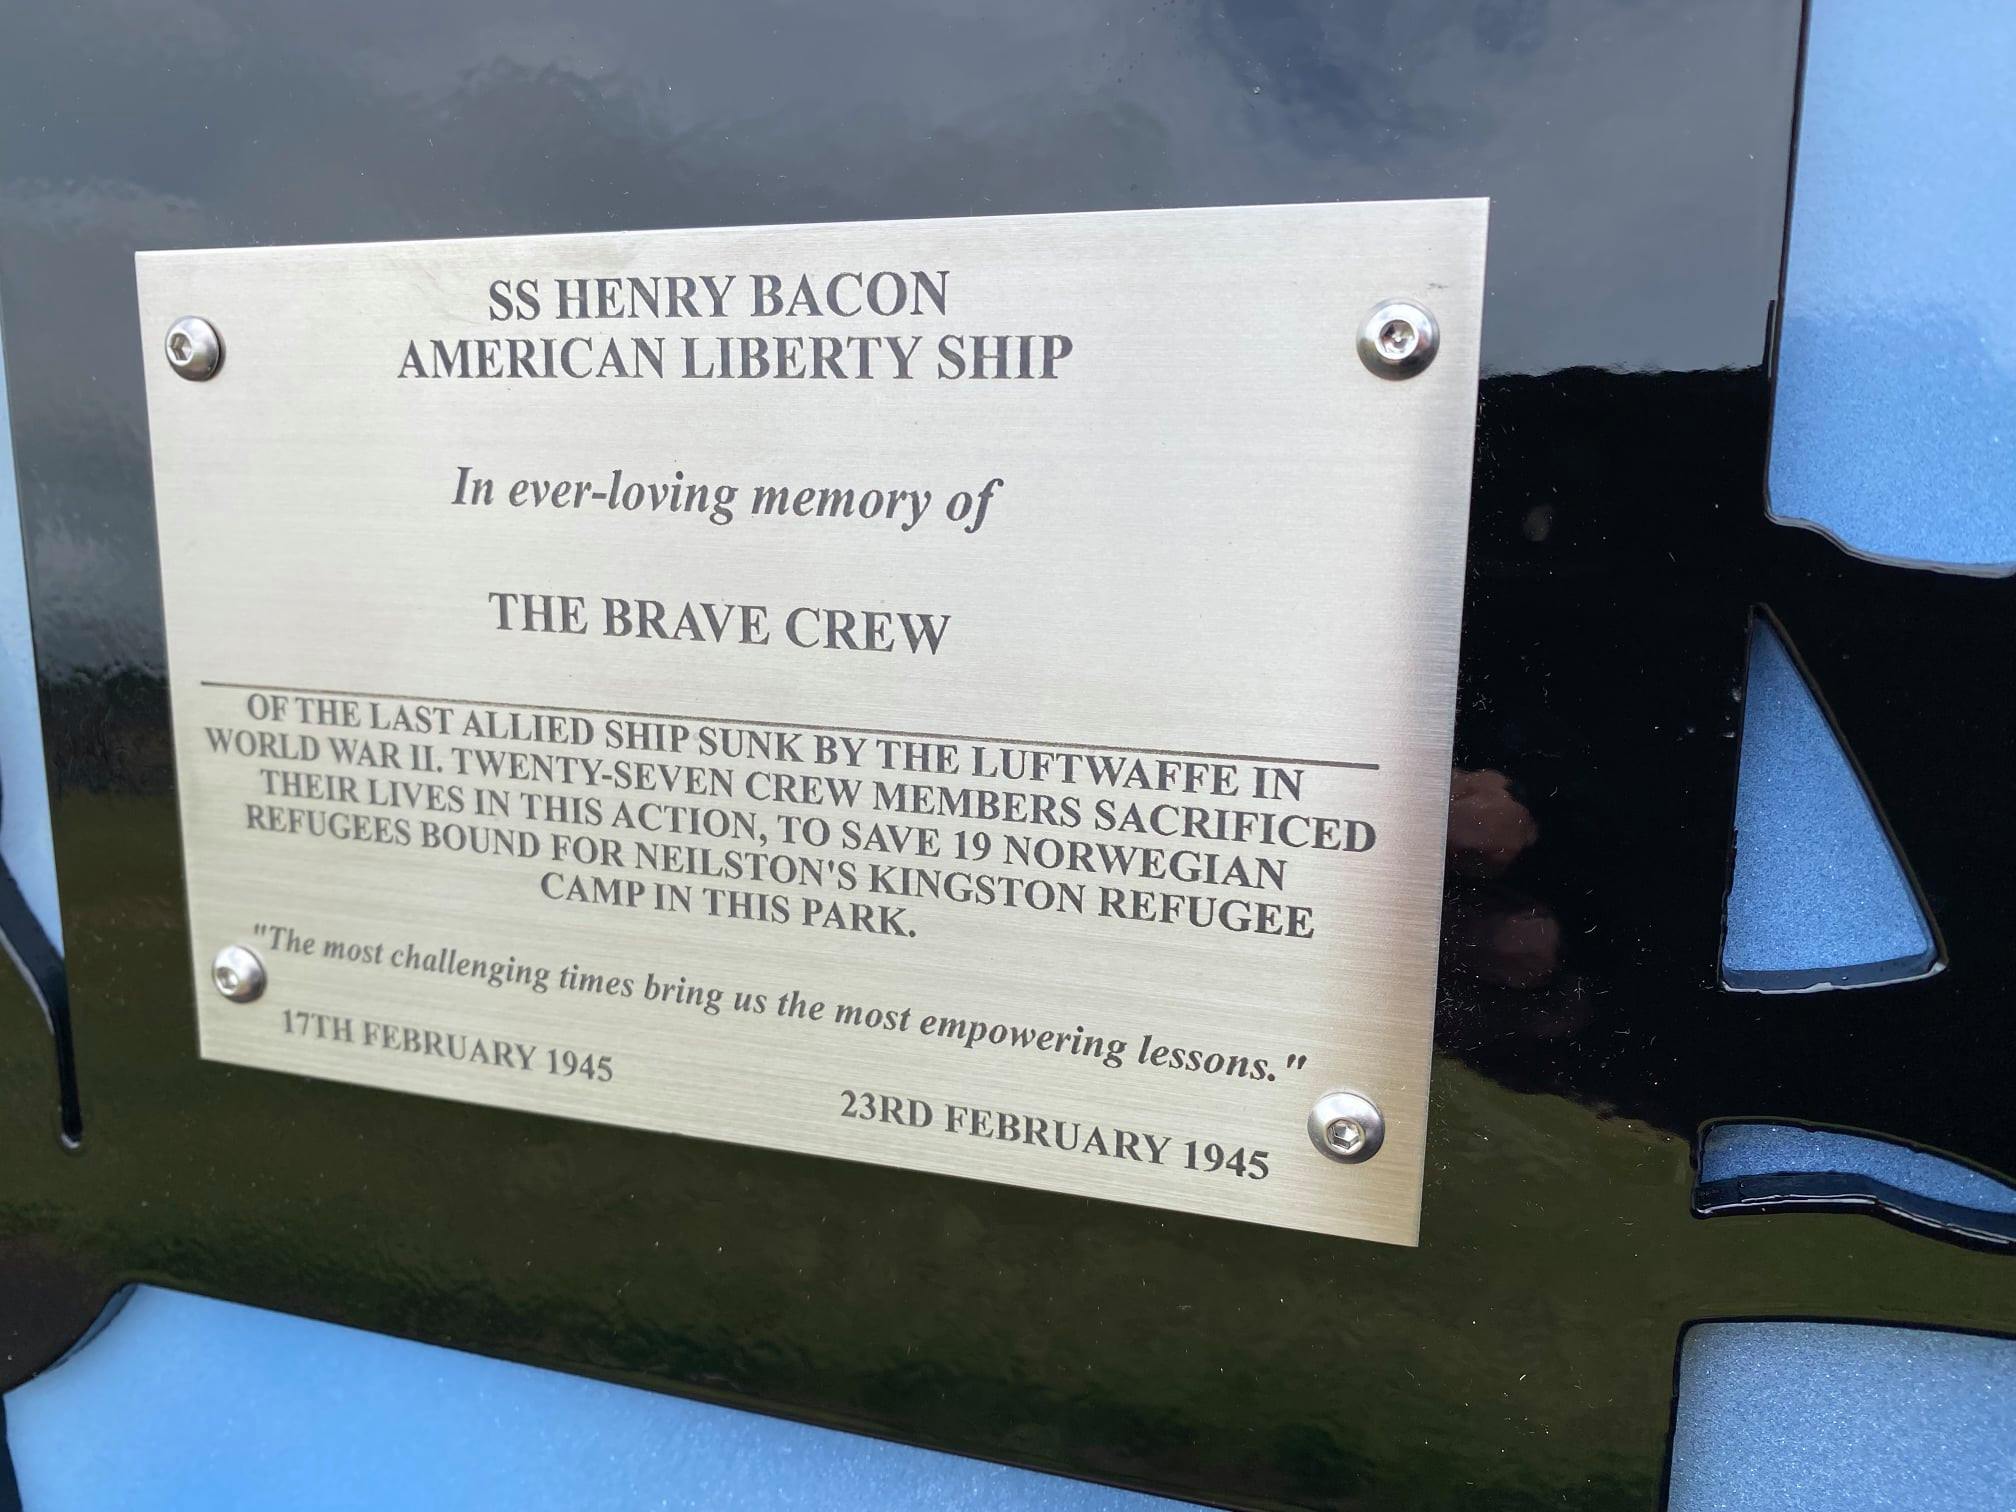 SS HENRY BACON
AMERICAN LIBERTY SHIP
In ever-loving memory of
THE BRAVE CREW
OF THE LAST ALLIED SHIP SUNK BY THE LUFTWAFFE IN
WORLD WAR II. TWENTY-SEVEN CREW MEMBERS SACRIFICED
THEIR LIVES IN THIS ACTION, TO SAVE 19 NORWEGIAN
REFUGEES BOUND FOR NEILSTON'S KINGSTON REFUGEE
CAMP IN THIS PARK.
"The most challenging times bring us the most empowering lessons."
17TH FEBRUARY 1945
23RD FEBRUARY 1945